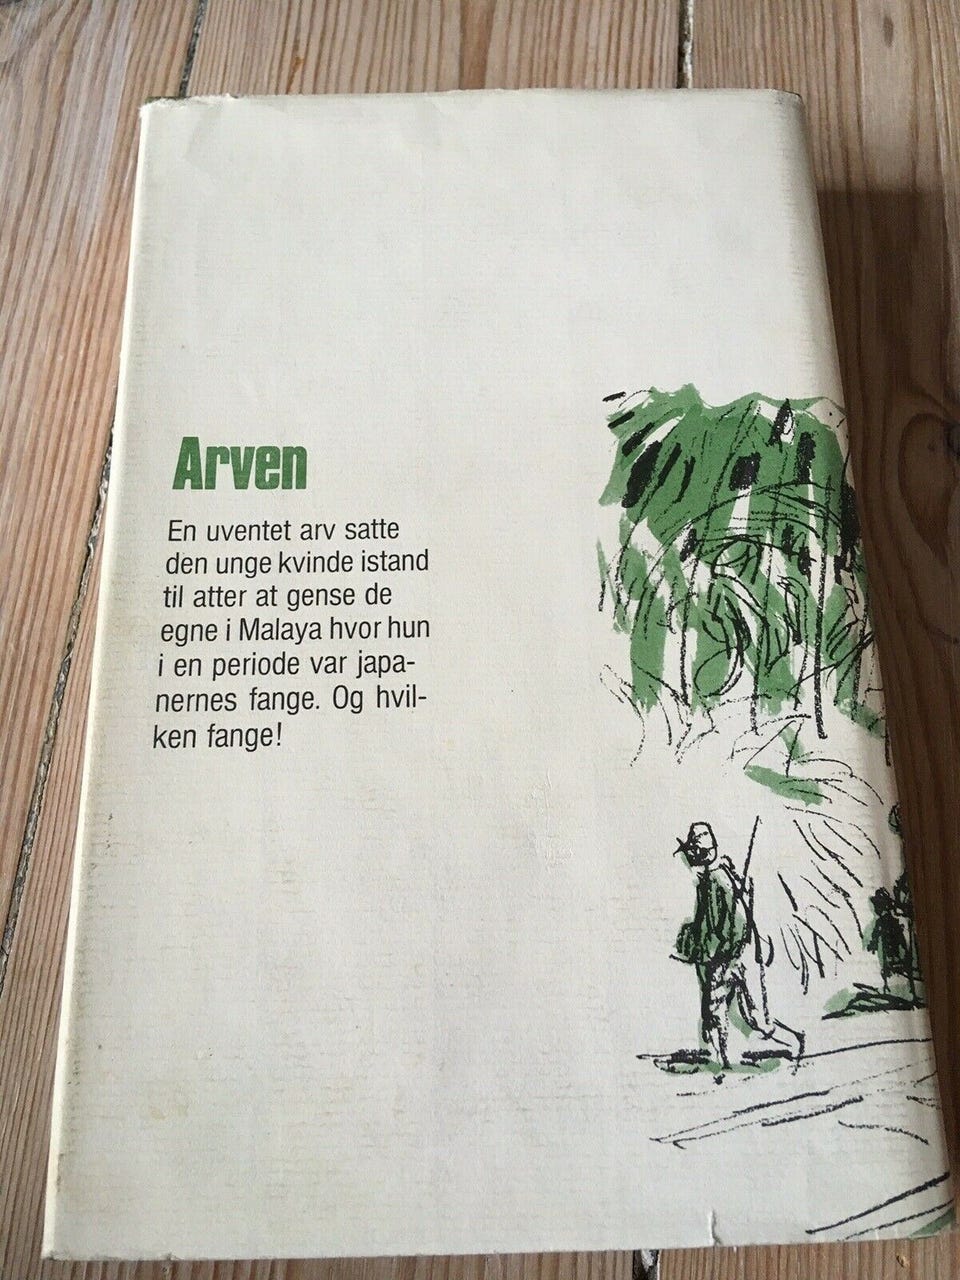 Arven
En uventet arv satte
den unge kvinde istand
til atter at gense de
egne i Malaya hvor hun
i en periode var japa-
nernes fange. Og hvil-
ken fange!